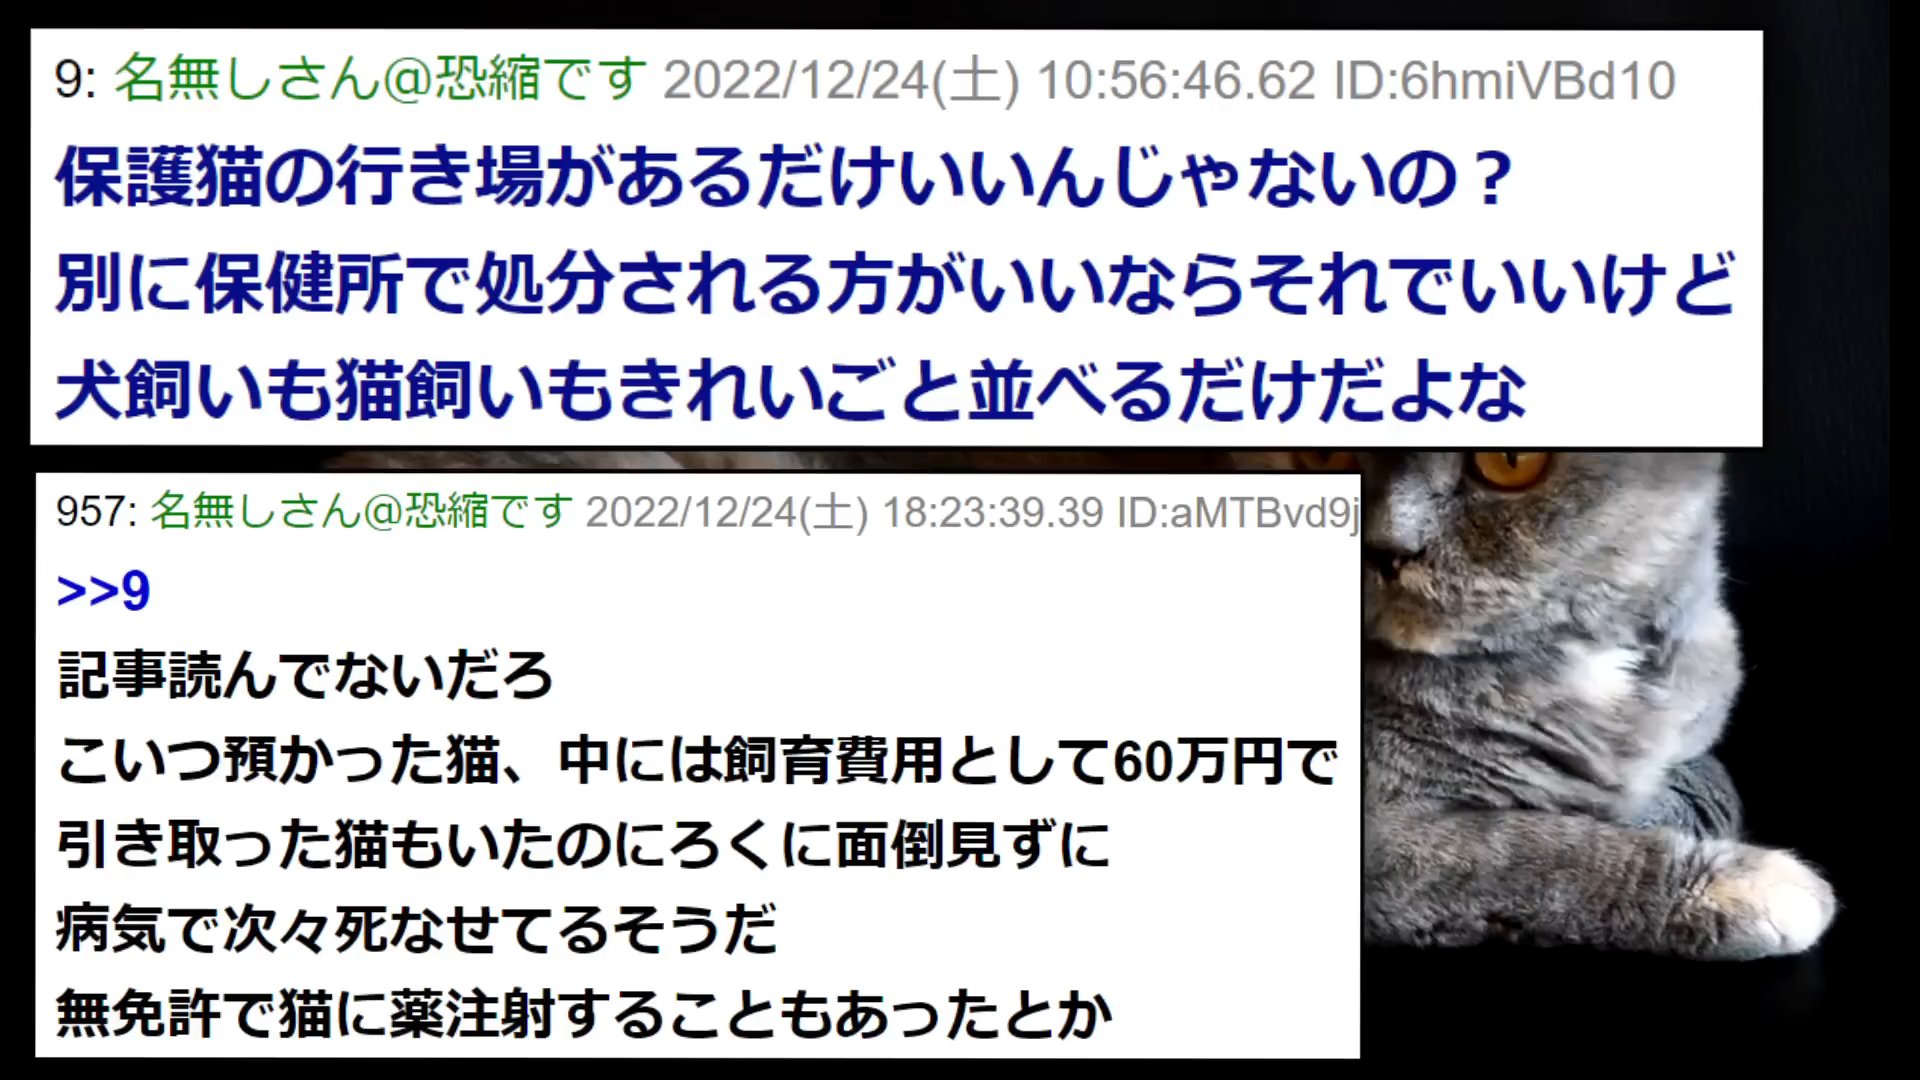 9: 名無しさん@恐縮です 2022/12/24(土) 10:56:46.62 ID:6hmiVBd10
保護猫の行き場があるだけいいんじゃないの？
別に保健所で処分される方がいいならそれでいいけど
犬飼いも猫飼いもきれいごと並べるだけだよな
957: 名無しさん@恐縮です 2022/12/24(土) 18:23:39.39 ID:aMTBvd9j
>>9
記事読んでないだろ
こいつ預かった猫、中には飼育費用として60万円で
引き取った猫もいたのにろくに面倒見ずに
病気で次々死なせてるそうだ
無免許で猫に薬注射することもあったとか